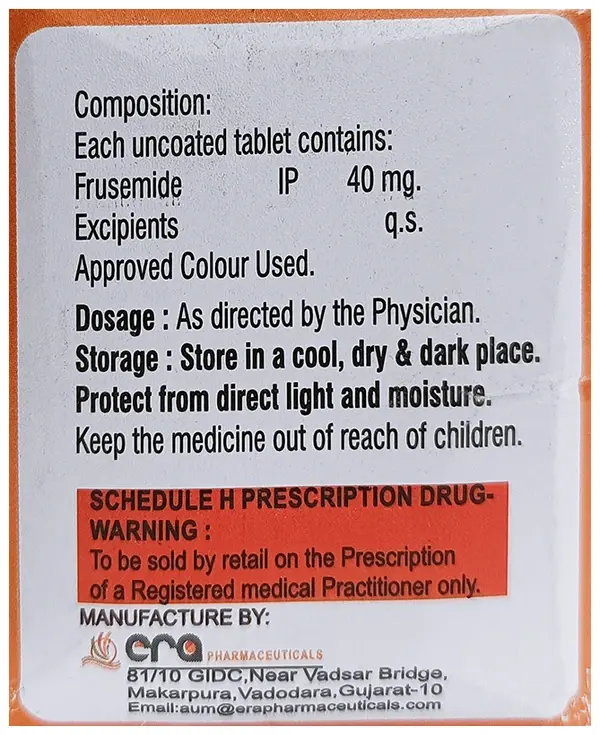 Composition:
Each uncoated tablet contains:
Frusemide IP 40 mg.
Excipients q.s.
Approved Colour Used.
Dosage : As directed by the Physician.
Storage : Store in a cool, dry & dark place.
Protect from direct light and moisture.
Keep the medicine out of reach of children.
SCHEDULE H PRESCRIPTION DRUG-
WARNING :
To be sold by retail on the Prescription
of a Registered medical Practitioner only.
MANUFACTURE BY:
era PHARMACEUTICALS
81/10 GIDC,Near Vadsar Bridge,
Makarpura,Vadodara,Gujarat-10
Email:aum@erapharmaceuticals.com